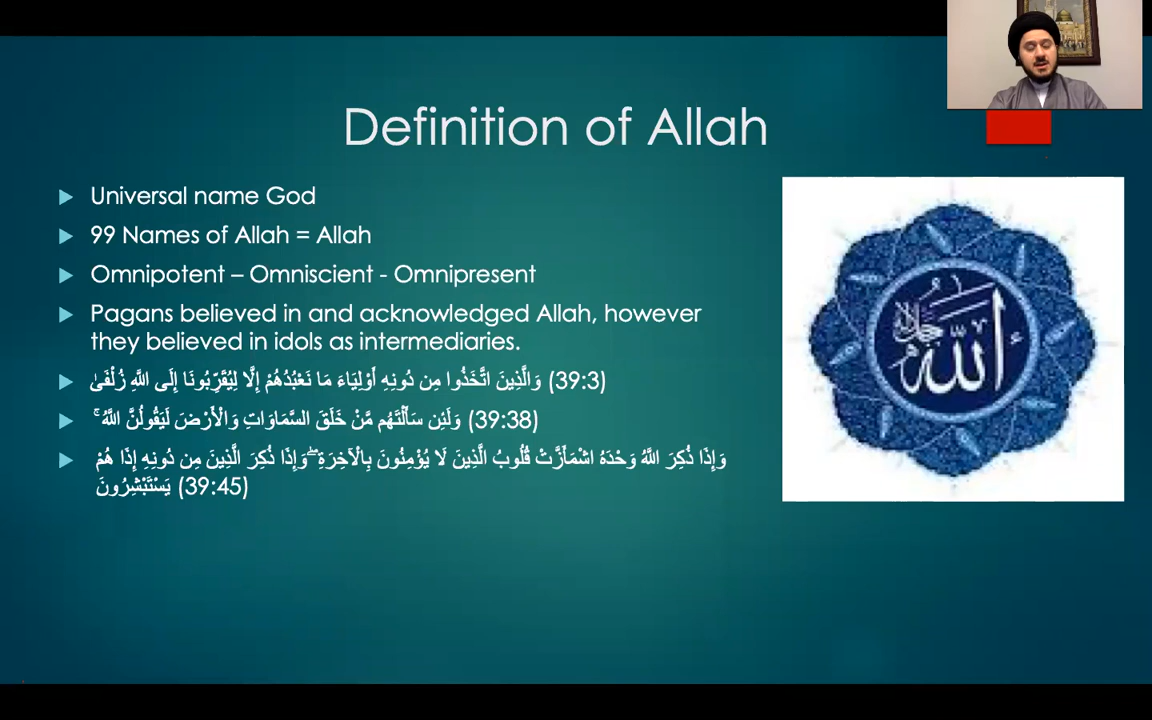 Definition of Allah
Universal name God
99 Names of Allah = Allah
Omnipotent – Omniscient - Omnipresent
Pagans believed in and acknowledged Allah, however
they believed in idols as intermediaries.
وَالَّذِينَ اتَّخَذُوا مِن دُونِهِ أَوْلِيَاءَ مَا نَعْبُدُهُمْ إِلَّا لِيُقَرِّبُونَا إِلَى اللَّهِ زُلْفَىٰ (39:3)
وَلَئِن سَأَلْتَهُم مَّنْ خَلَقَ السَّمَاوَاتِ وَالْأَرْضَ لَيَقُولُنَّ اللَّهُ ۚ (39:38)
وَإِذَا ذُكِرَ اللَّهُ وَحْدَهُ اشْمَأَزَّتْ قُلُوبُ الَّذِينَ لَا يُؤْمِنُونَ بِالْآخِرَةِ ۖ وَإِذَا ذُكِرَ الَّذِينَ مِن دُونِهِ إِذَا هُمْ
يَسْتَبْشِرُونَ (39:45)
الله جل جلاله